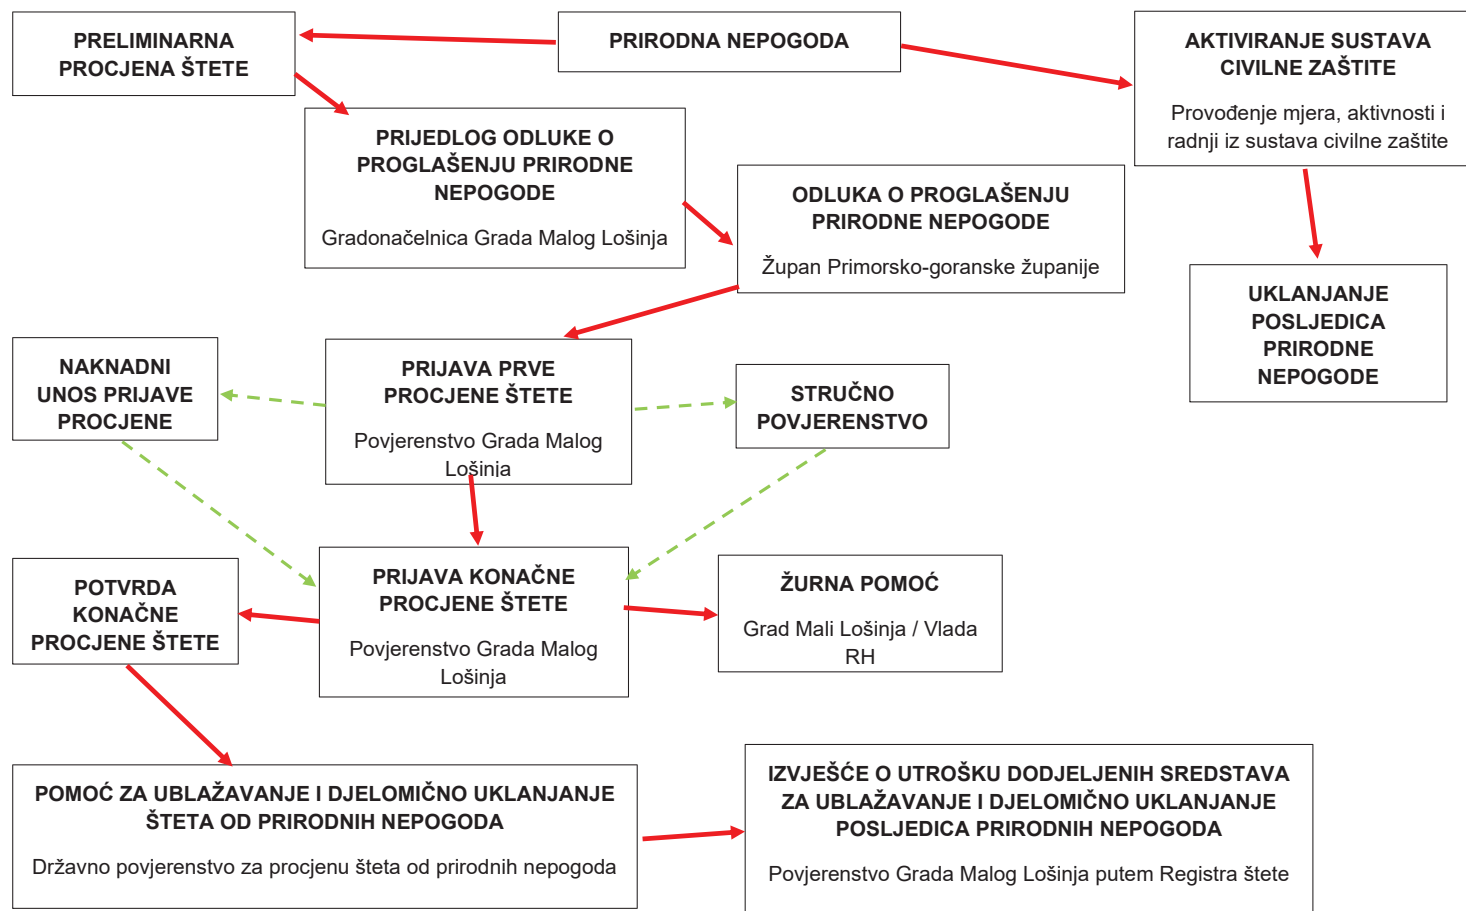 PRELIMINARNA
PROCJENA ŠTETE
PRIRODNA NEPOGODA
AKTIVIRANJE SUSTAVA
CIVILNE ZAŠTITE
Provođenje mjera, aktivnosti i
radnji iz sustava civilne zaštite
PRIJEDLOG ODLUKE O
PROGLAŠENJU PRIRODNE
NEPOGODE
Gradonačelnica Grada Malog Lošinja
ODLUKA O PROGLAŠENJU
PRIRODNE NEPOGODE
Župan Primorsko-goranske županije
UKLANJANJE
POSLJEDICA
PRIRODNE
NEPOGODE
NAKNADNI
UNOS PRIJAVE
PROCJENE
PRIJAVA PRVE
PROCJENE ŠTETE
Povjerenstvo Grada Malog
Lošinja
STRUČNO
POVJERENSTVO
POTVRDA
KONAČNE
PROCJENE ŠTETE
PRIJAVA KONAČNE
PROCJENE ŠTETE
Povjerenstvo Grada Malog
Lošinja
ŽURNA POMOĆ
Grad Mali Lošinja / Vlada
RH
POMOĆ ZA UBLAŽAVANJE I DJELOMIČNO UKLANJANJE
ŠTETA OD PRIRODNIH NEPOGODA
Državno povjerenstvo za procjenu šteta od prirodnih nepogoda
IZVJEŠĆE O UTROŠKU DODJELJENIH SREDSTAVA
ZA UBLAŽAVANJE I DJELOMIČNO UKLANJANJE
POSLJEDICA PRIRODNIH NEPOGODA
Povjerenstvo Grada Malog Lošinja putem Registra štete